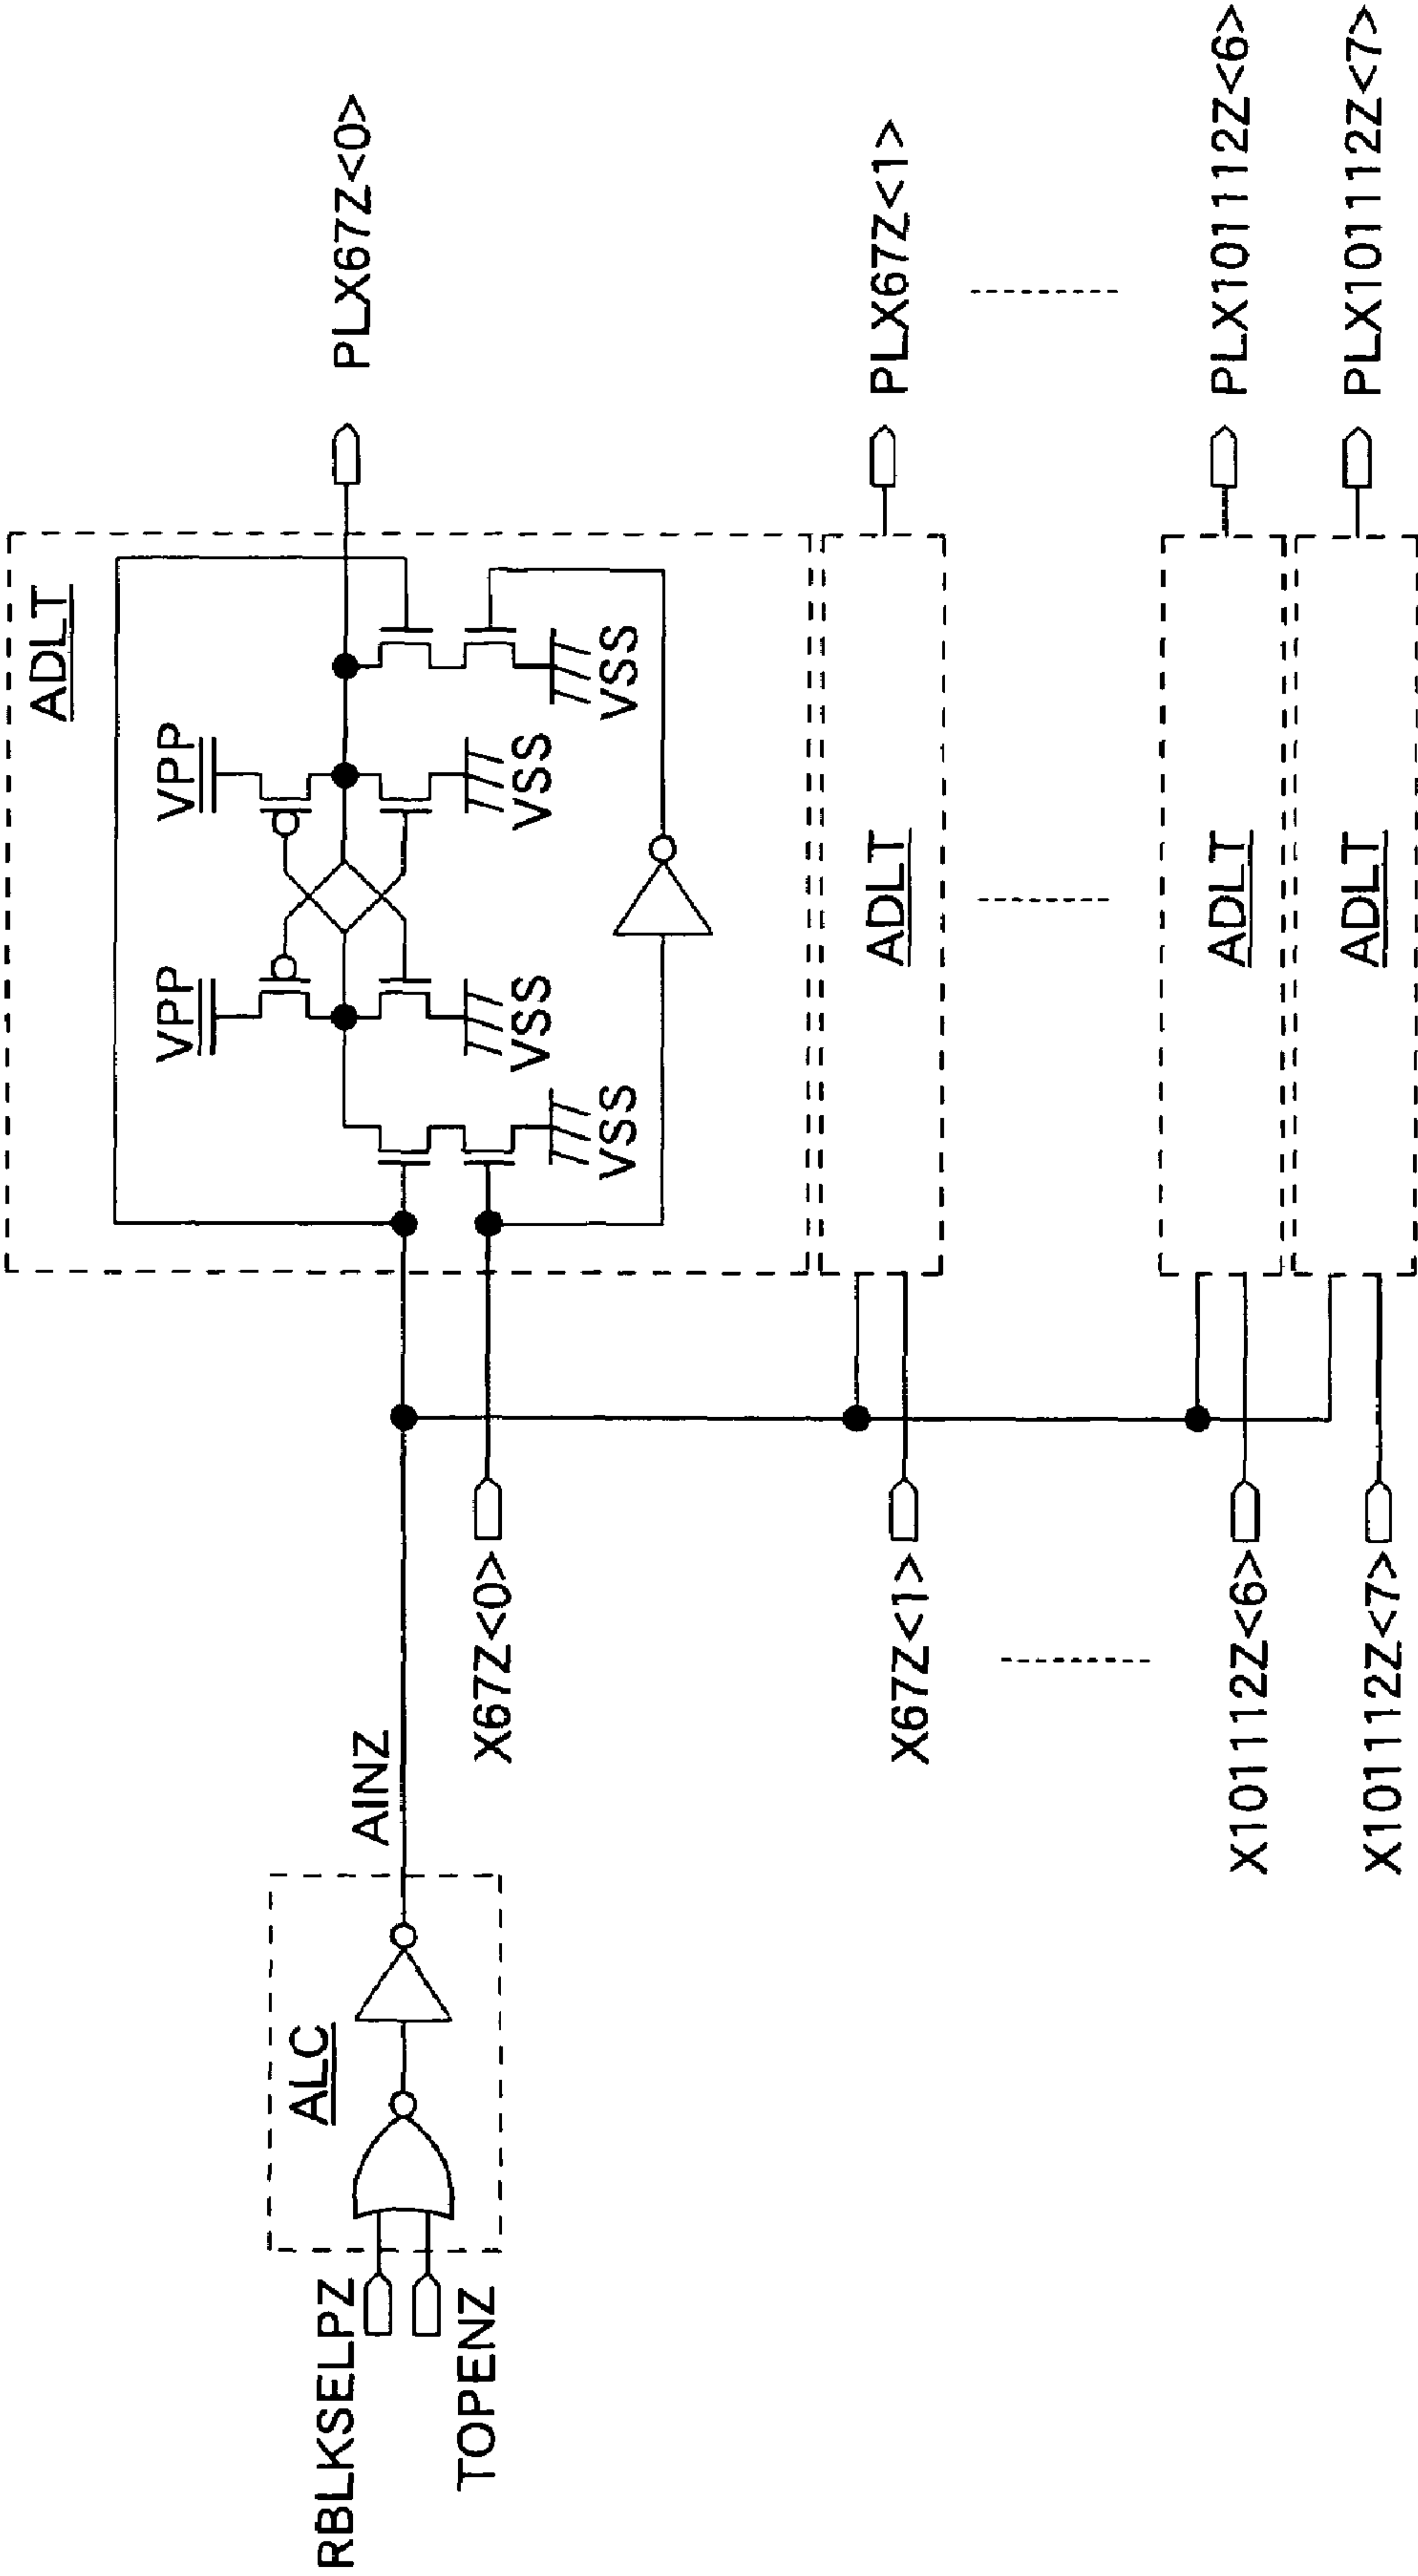 RBLKSELPZ
TOPENZ
ALC
AINZ
X67Z<0>
X67Z<1>
X101112Z<6>
X101112Z<7>
ADLT
VPP
VPP
VSS
VSS
VSS
VSS
ADLT
ADLT
ADLT
PLX67Z<0>
PLX67Z<1>
PLX101112Z<6>
PLX101112Z<7>